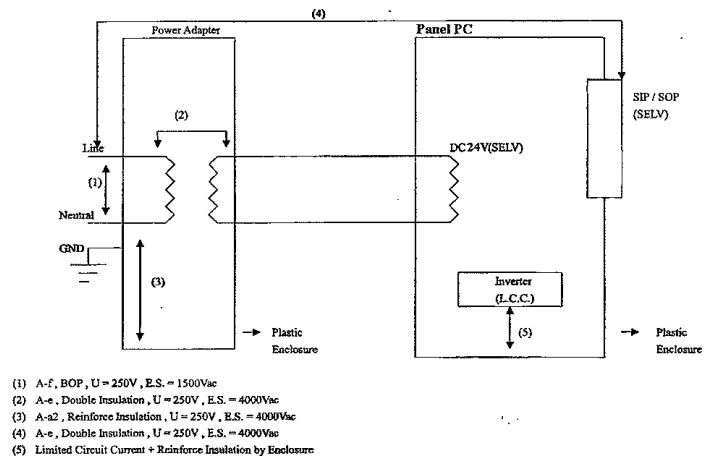 (4)
Power Adapter
Panel PC
SIP / SOP
(SELV)
(2)
Line
DC24V(SELV)
(1)
Neutral
GND
(3)
Inverter
(L.C.C.)
(5)
Plastic
Enclosure
Plastic
Enclosure
(1) A-f, BOP, U = 250V, E.S. = 1500Vac
(2) A-e, Double Insulation, U = 250V, E.S. = 4000Vac
(3) A-a2, Reinforce Insulation, U = 250V, E.S. = 4000Vac
(4) A-e, Double Insulation, U = 250V, E.S. = 4000Vac
(5) Limited Circuit Current + Reinforce Insulation by Enclosure